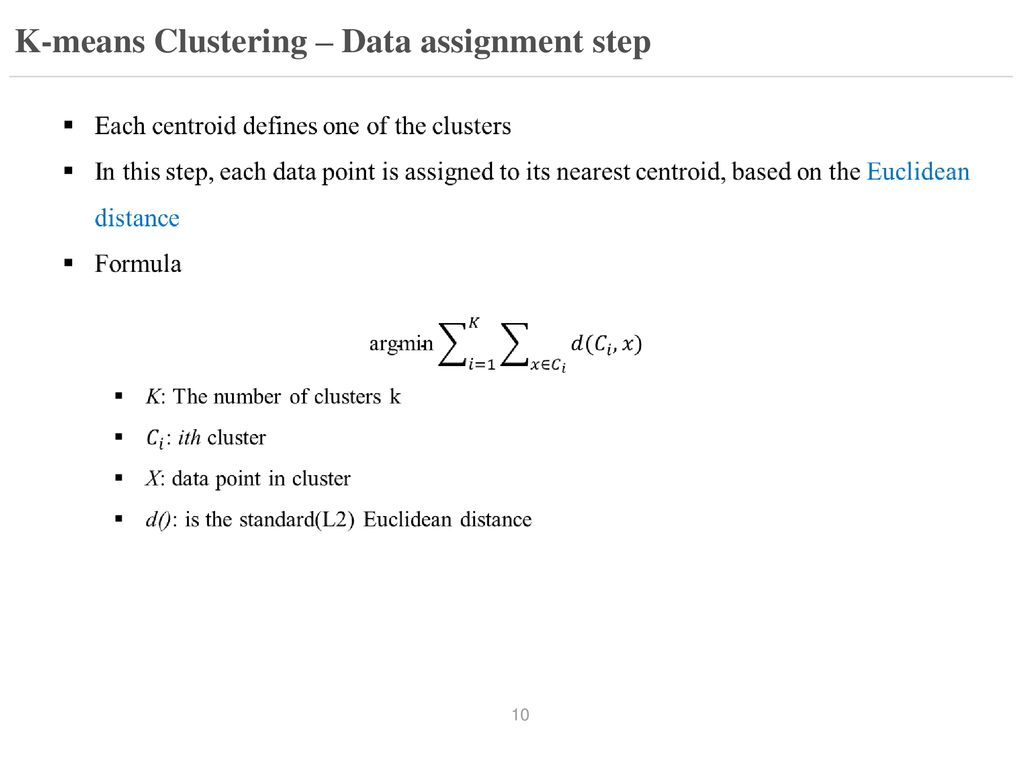 K-means Clustering – Data assignment step
▪ Each centroid defines one of the clusters
▪ In this step, each data point is assigned to its nearest centroid, based on the Euclidean
distance
▪ Formula
argmin ∑_{𝑖=1}^{𝐾} ∑_{𝑥∈𝐶_𝑖} 𝑑(𝐶_𝑖, 𝑥)
▪ K: The number of clusters k
▪ 𝐶_𝑖: ith cluster
▪ X: data point in cluster
▪ d(): is the standard(L2) Euclidean distance
10